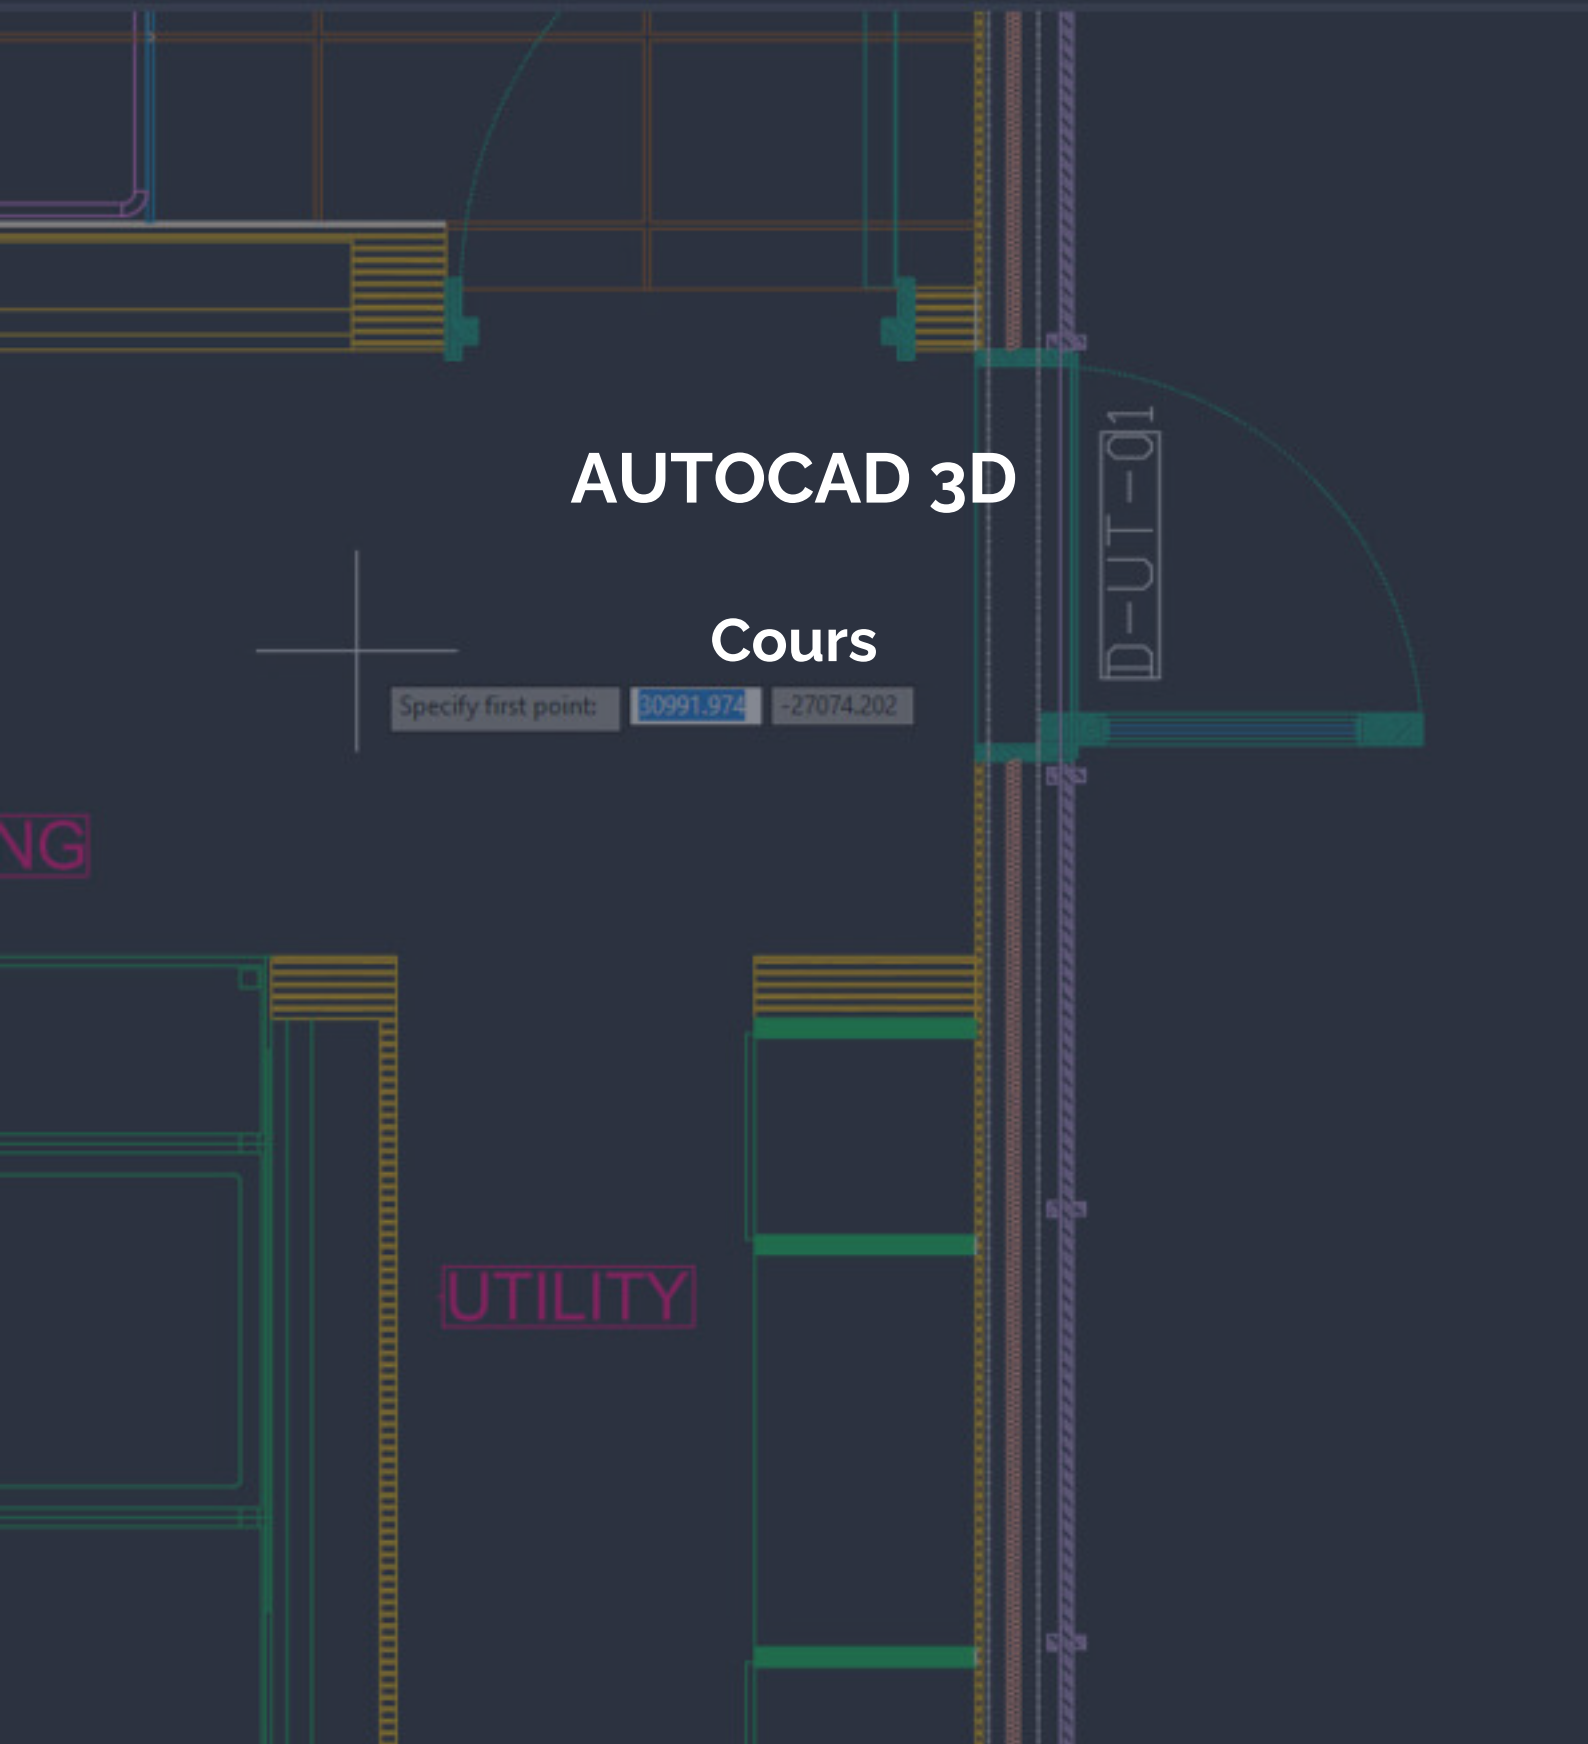 D-UT-01
AUTOCAD 3D
Cours
Specify first point: 30991.974 -27074.202
NG
UTILITY